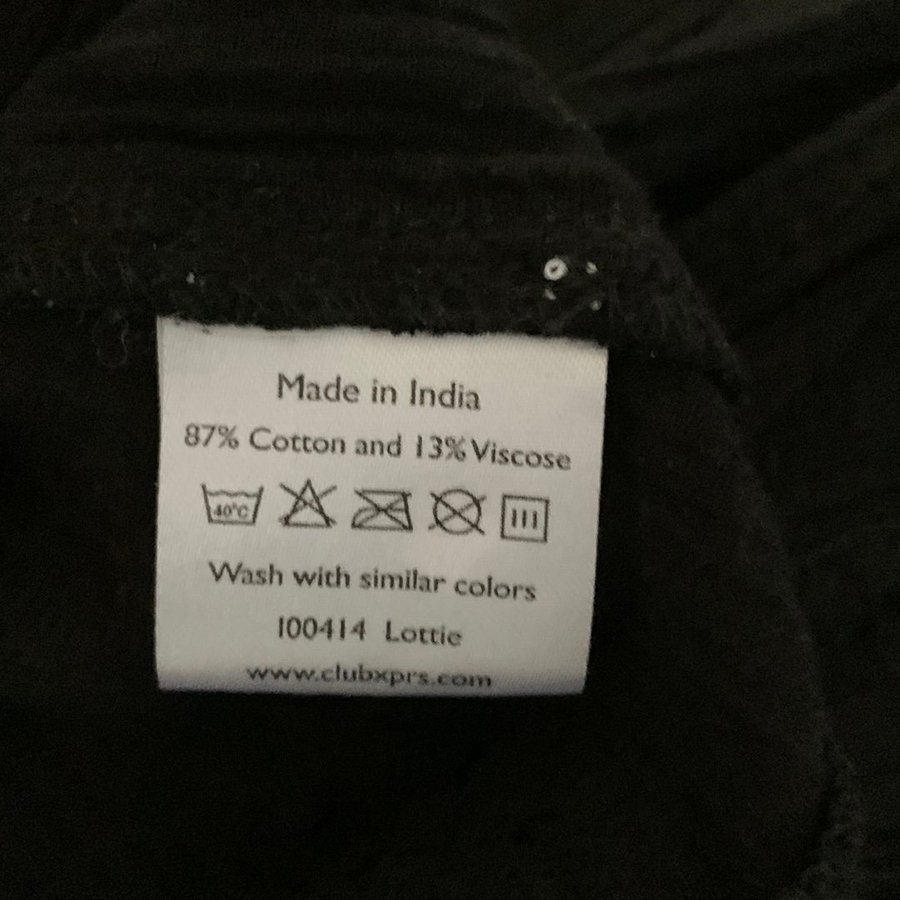 Made in India
87% Cotton and 13% Viscose
40°C
Wash with similar colors
100414 Lottie
www.clubxprs.com